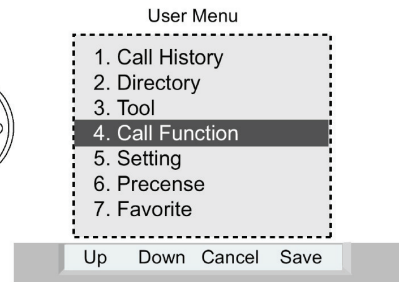 User Menu
1. Call History
2. Directory
3. Tool
4. Call Function
5. Setting
6. Precense
7. Favorite
Up Down Cancel Save